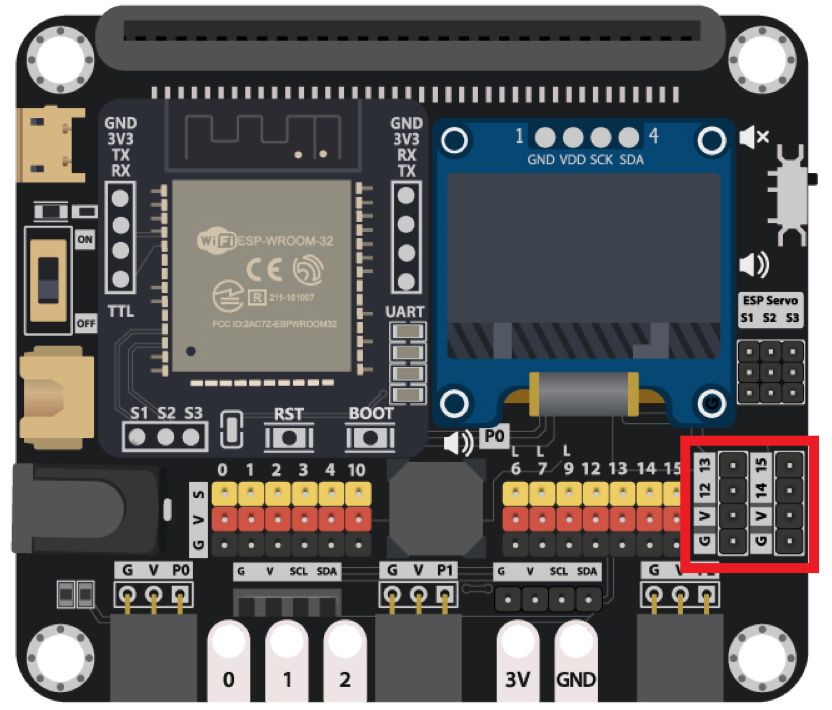 GND
3V3
TX
RX
GND
3V3
RX
TX
1 4
GND VDD SCK SDA
ON
OFF
WiFi ESP-WROOM-32
CE
R 211-161007
FCC ID:2AC7Z-ESPWROOM32
TTL
UART
ESP Servo
S1 S2 S3
S1 S2 S3
RST
BOOT
P0
L L L
0 1 2 3 4 10
6 7 9 12 13 14 15
S
V
G
13
12
V
G
15
14
V
G
G V P0
G V SCL SDA
G V P1
G V SCL SDA
G V
0 1 2 3V GND